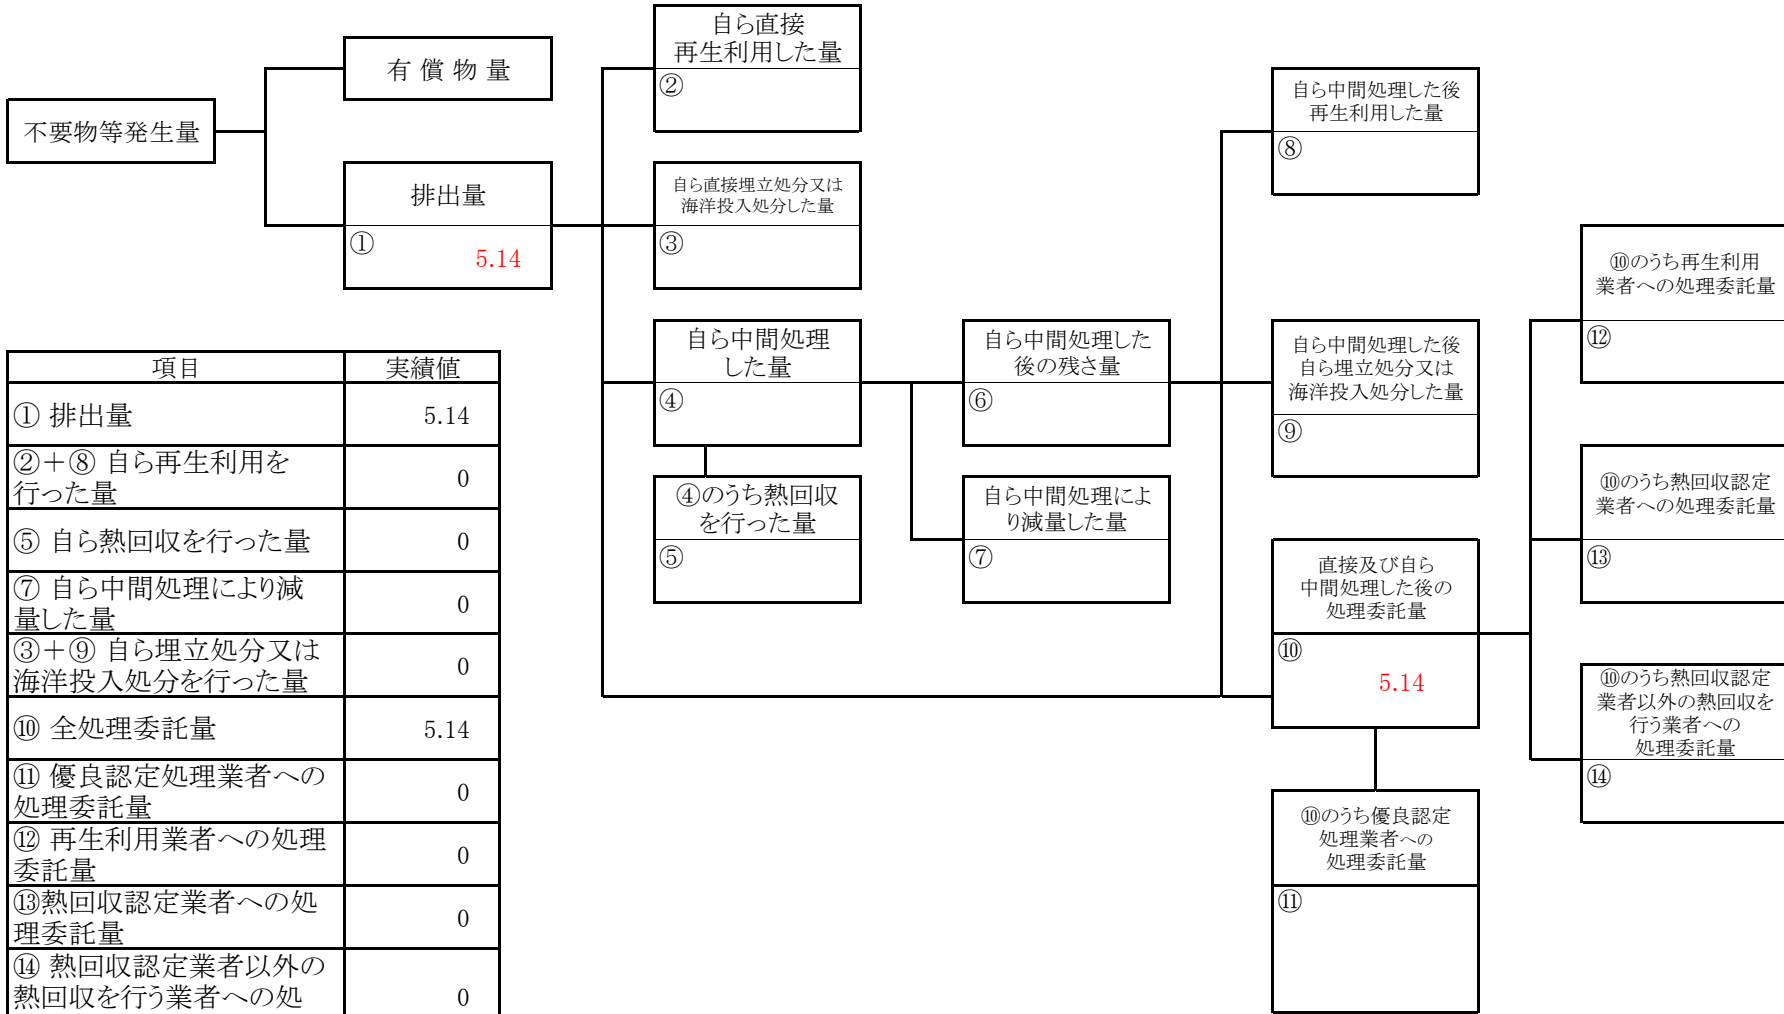 不要物等発生量
有 償 物 量
排出量
①
5.14
自ら直接
再生利用した量
②
自ら直接埋立処分又は
海洋投入処分した量
③
自ら中間処理
した量
④
④のうち熱回収
を行った量
⑤
自ら中間処理した
後の残さ量
⑥
自ら中間処理によ
り減量した量
⑦
自ら中間処理した後
再生利用した量
⑧
自ら中間処理した後
自ら埋立処分又は
海洋投入処分した量
⑨
直接及び自ら
中間処理した後の
処理委託量
⑩
5.14
⑩のうち優良認定
処理業者への
処理委託量
⑪
⑩のうち再生利用
業者への処理委託量
⑫
⑩のうち熱回収認定
業者への処理委託量
⑬
⑩のうち熱回収認定
業者以外の熱回収を
行う業者への
処理委託量
⑭
項目 実績値
① 排出量 5.14
②＋⑧ 自ら再生利用を
行った量 0
⑤ 自ら熱回収を行った量 0
⑦ 自ら中間処理により減
量した量 0
③＋⑨ 自ら埋立処分又は
海洋投入処分を行った量 0
⑩ 全処理委託量 5.14
⑪ 優良認定処理業者への
処理委託量 0
⑫ 再生利用業者への処理
委託量 0
⑬熱回収認定業者への処
理委託量 0
⑭ 熱回収認定業者以外の
熱回収を行う業者への処 0